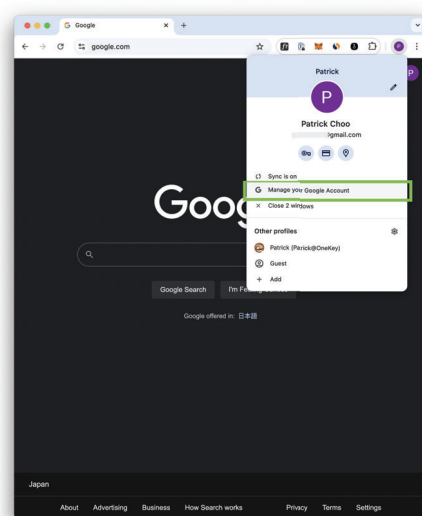 Google
google.com
P
P
Patrick
P
Patrick Choo
@gmail.com
Sync is on
G Manage your Google Account
Close 2 windows
Other profiles
Patrick (Patrick@OneKey)
Guest
Add
Goog
Google Search I'm Fe
Google offered in: 日本語
Japan
About Advertising Business How Search works Privacy Terms Settings